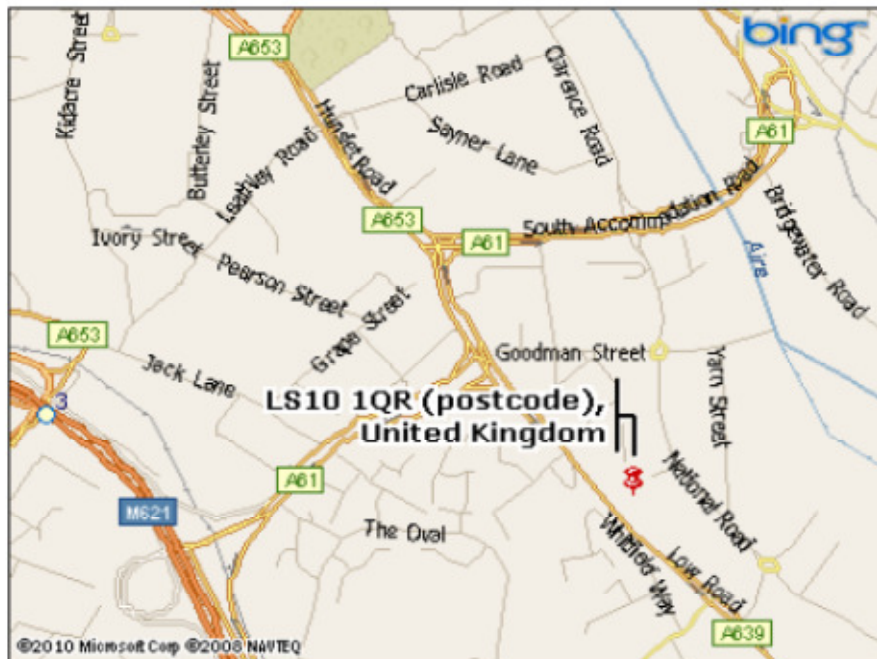 bing
A653
Kidacre Street
Butterley Street
Carlisle Road
Clarence Road
Sayner Lane
Leathley Road
Hunslet Road
A61
A653
A61
South Accommodation Road
Bridgewater Road
Aire
Ivory Street
Pearson Street
Grape Street
A653
Jack Lane
Goodman Street
Yarn Street
3
LS10 1QR (postcode),
United Kingdom
A61
M621
The Oval
National Road
Whitfield Way
Low Road
A639
©2010 Microsoft Corp ©2008 NAVTEQ